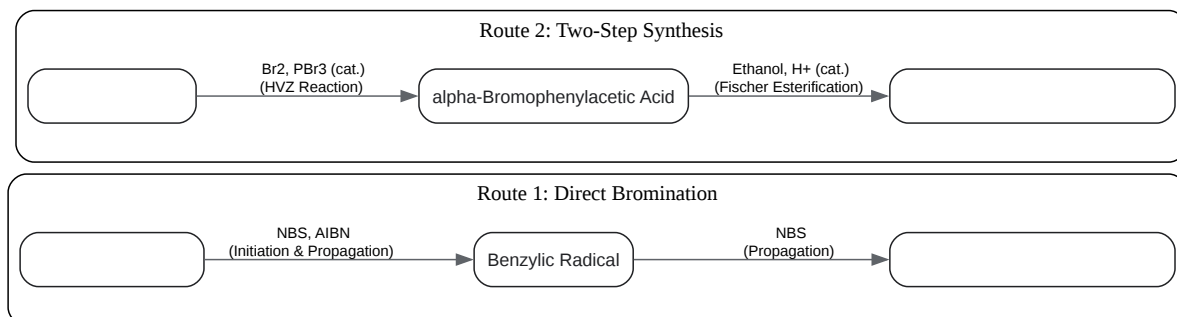 Route 2: Two-Step Synthesis
Br2, PBr3 (cat.)
(HVZ Reaction)
alpha-Bromophenylacetic Acid
Ethanol, H+ (cat.)
(Fischer Esterification)
Route 1: Direct Bromination
NBS, AIBN
(Initiation & Propagation)
Benzylic Radical
NBS
(Propagation)